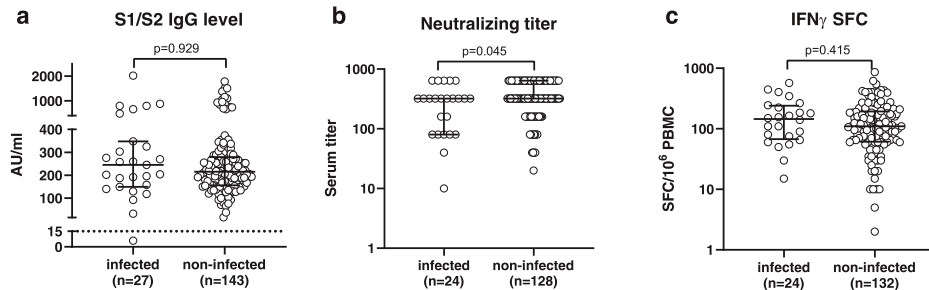 a
S1/S2 IgG level
p=0.929
2000
1000
400
300
200
100
15
0
AU/ml
infected
(n=27)
non-infected
(n=143)
b
Neutralizing titer
p=0.045
1000
100
10
1
Serum titer
infected
(n=24)
non-infected
(n=128)
c
IFNγ SFC
p=0.415
1000
100
10
1
SFC/10⁶ PBMC
infected
(n=24)
non-infected
(n=132)